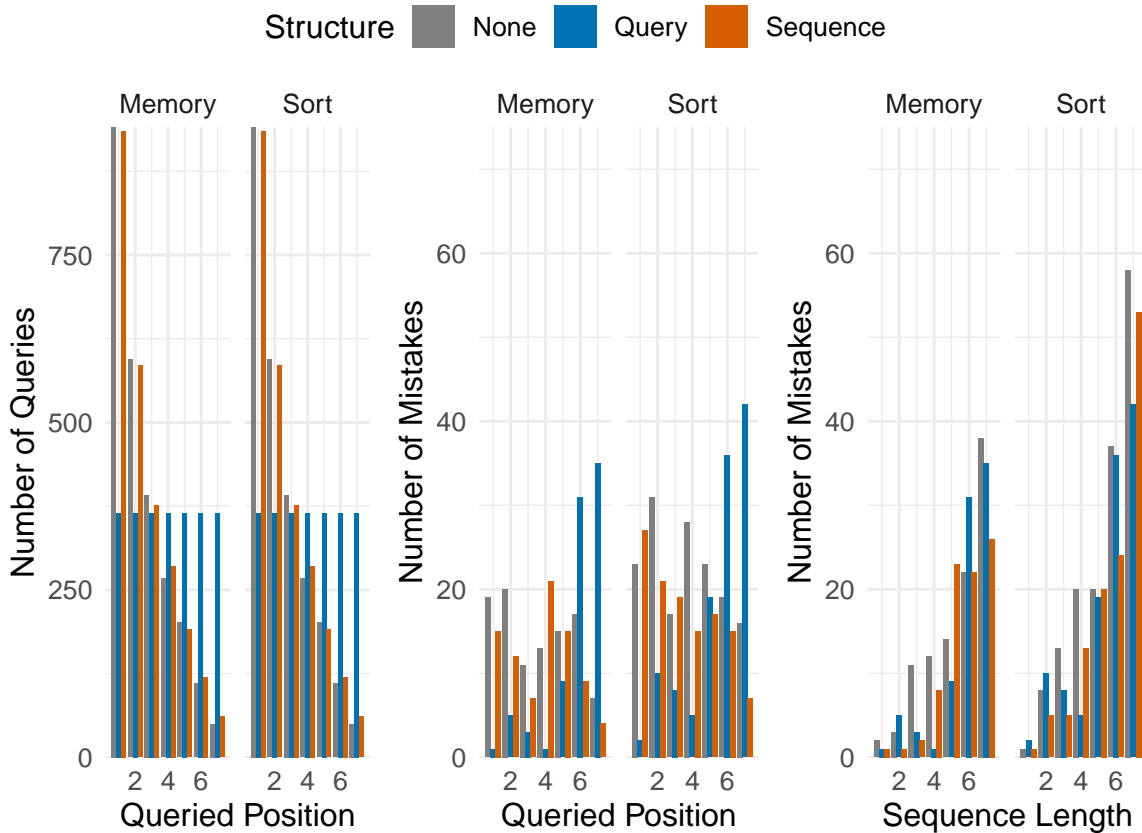 Structure None Query Sequence
Memory Sort
Number of Queries
750
500
250
0
2 4 6 2 4 6
Queried Position
Memory Sort
Number of Mistakes
60
40
20
0
2 4 6 2 4 6
Queried Position
Memory Sort
Number of Mistakes
60
40
20
0
2 4 6 2 4 6
Sequence Length